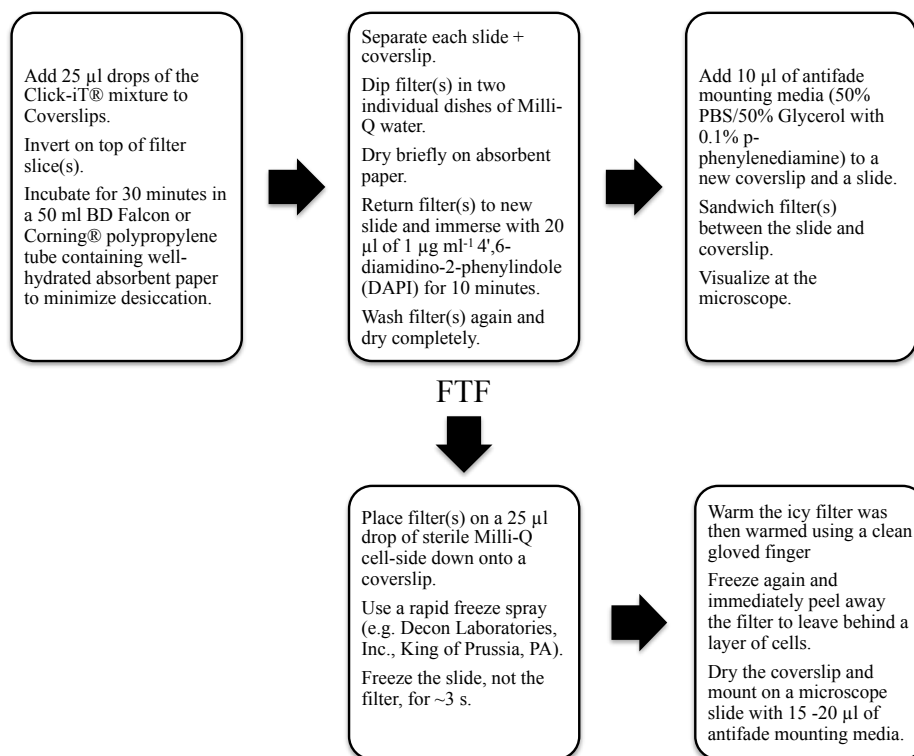 Add 25 µl drops of the
Click-iT® mixture to
Coverslips.
Invert on top of filter
slice(s).
Incubate for 30 minutes in
a 50 ml BD Falcon or
Corning® polypropylene
tube containing well-
hydrated absorbent paper
to minimize desiccation.
Separate each slide +
coverslip.
Dip filter(s) in two
individual dishes of Milli-
Q water.
Dry briefly on absorbent
paper.
Return filter(s) to new
slide and immerse with 20
µl of 1 µg ml⁻¹ 4',6-
diamidino-2-phenylindole
(DAPI) for 10 minutes.
Wash filter(s) again and
dry completely.
Add 10 µl of antifade
mounting media (50%
PBS/50% Glycerol with
0.1% p-
phenylenediamine) to a
new coverslip and a slide.
Sandwich filter(s)
between the slide and
coverslip.
Visualize at the
microscope.
FTF
Place filter(s) on a 25 µl
drop of sterile Milli-Q
cell-side down onto a
coverslip.
Use a rapid freeze spray
(e.g. Decon Laboratories,
Inc., King of Prussia, PA).
Freeze the slide, not the
filter, for ~3 s.
Warm the icy filter was
then warmed using a clean
gloved finger
Freeze again and
immediately peel away
the filter to leave behind a
layer of cells.
Dry the coverslip and
mount on a microscope
slide with 15 -20 µl of
antifade mounting media.